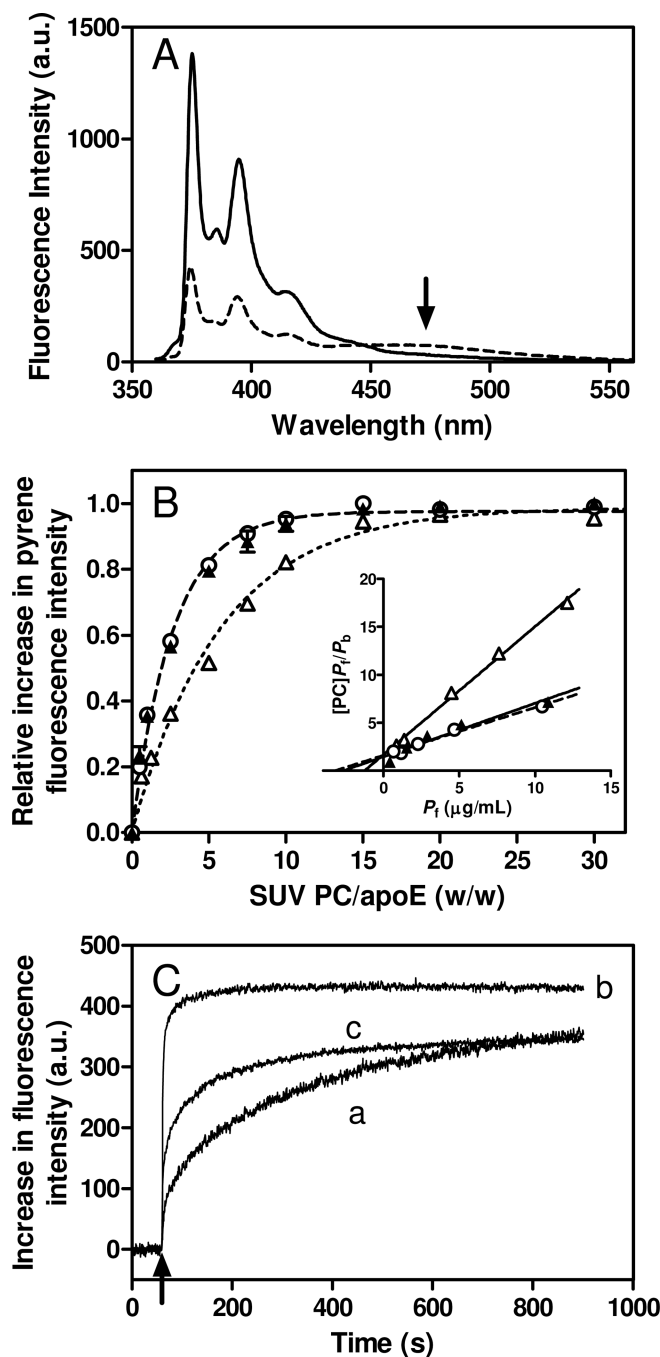 A
1500
1000
500
0
350
400
450
500
550
Fluorescence Intensity (a.u.)
Wavelength (nm)
B
1.0
0.8
0.6
0.4
0.2
0.0
0
5
10
15
20
25
30
Relative increase in pyrene
fluorescence intensity
SUV PC/apoE (w/w)
20
15
10
5
0
5
10
15
[PC]Pf/Pb
Pf (μg/mL)
C
500
400
300
200
100
0
0
200
400
600
800
1000
b
c
a
Increase in fluorescence
intensity (a.u.)
Time (s)